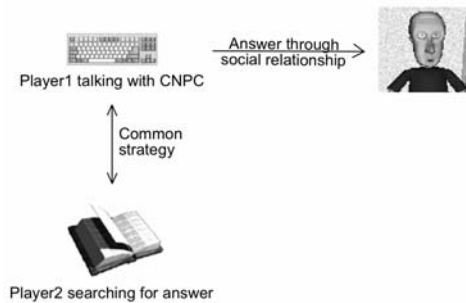 Answer through
social relationship
Player1 talking with CNPC
Common
strategy
Player2 searching for answer